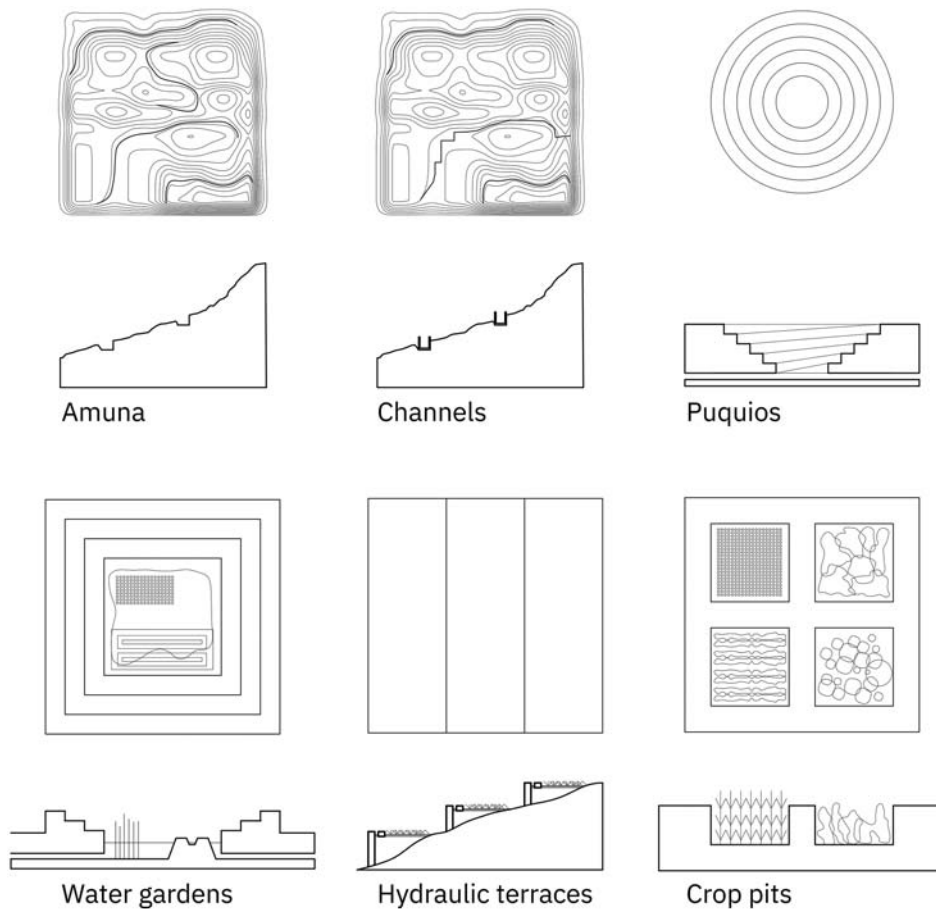 Amuna
Channels
Puquios
Water gardens
Hydraulic terraces
Crop pits